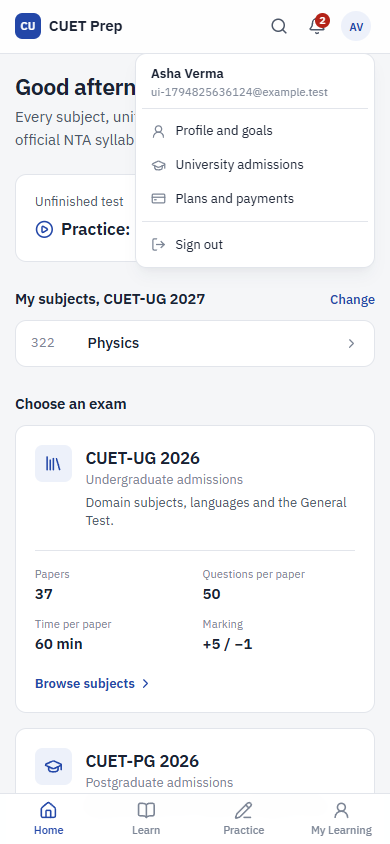 CU CUET Prep 2 AV
Asha Verma
ui-1794825636124@example.test
Profile and goals
University admissions
Plans and payments
Sign out
Good
Every subject,
official NTA
Unfinished test
Practice:
My subjects, CUET-UG 2027 Change
322 Physics
Choose an exam
CUET-UG 2026
Undergraduate admissions
Domain subjects, languages and the General
Test.
Papers Questions per paper
37 50
Time per paper Marking
60 min +5 / −1
Browse subjects
CUET-PG 2026
Postgraduate admissions
Home Learn Practice My Learning